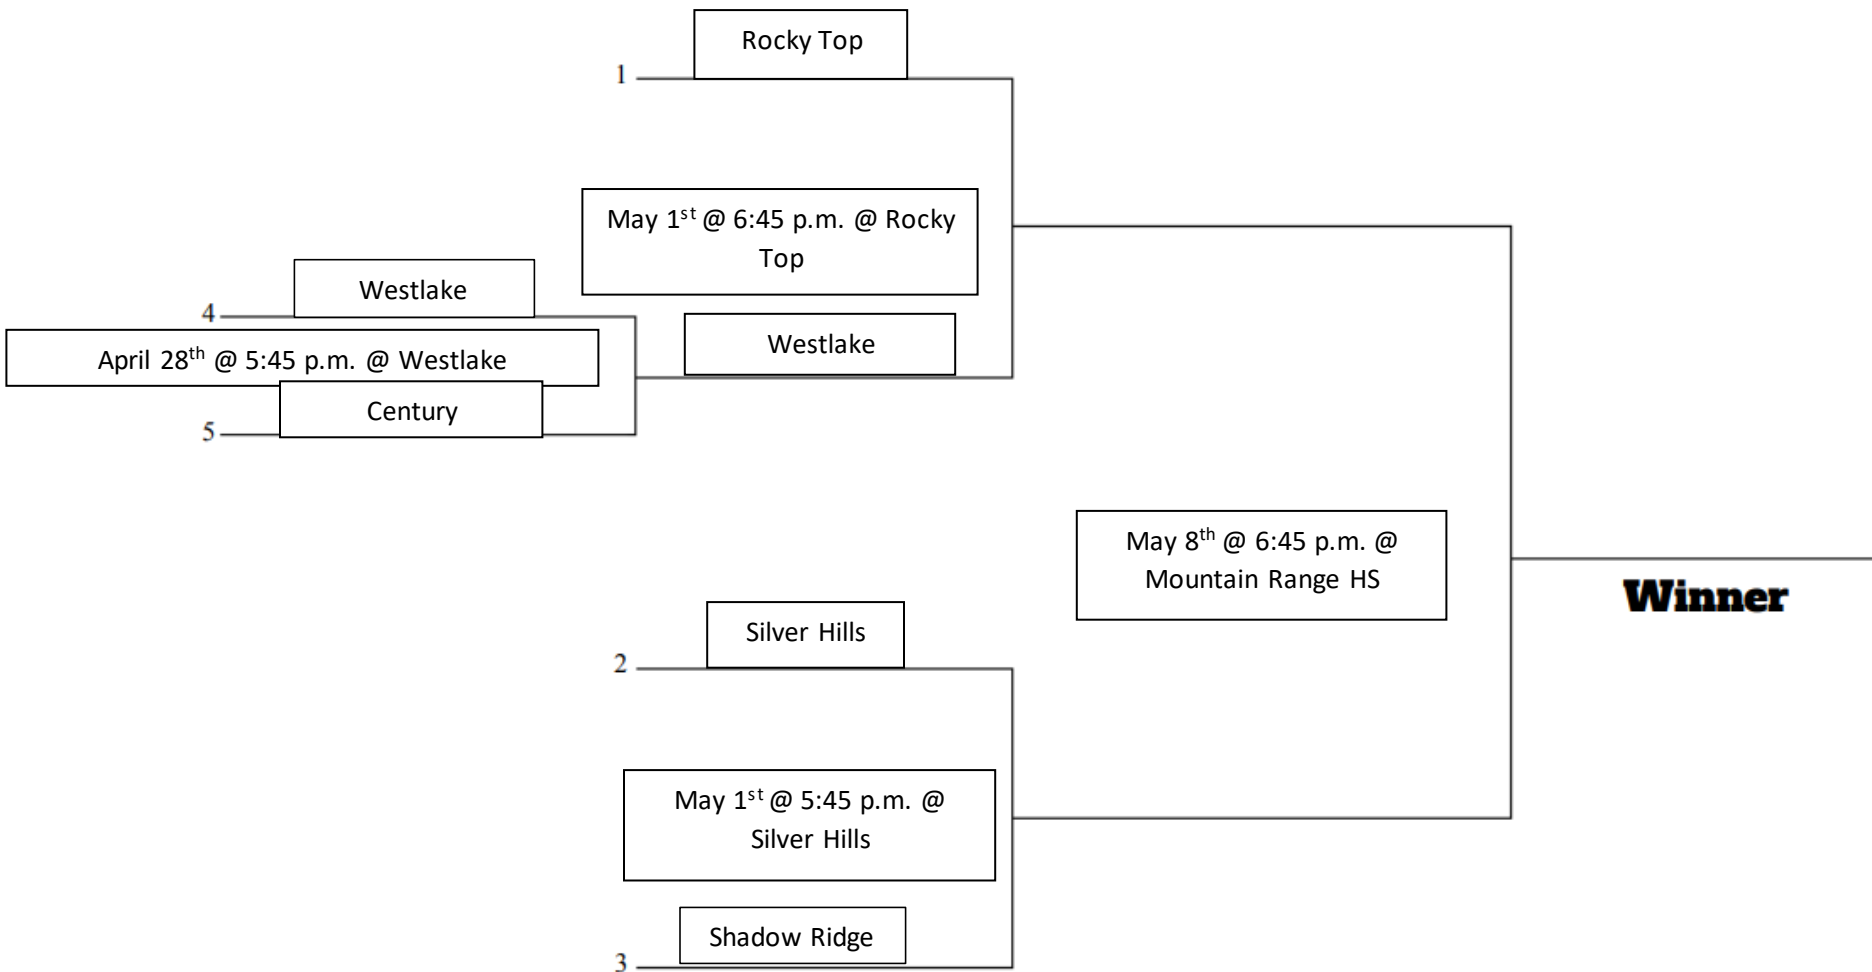 Rocky Top
1
May 1st @ 6:45 p.m. @ Rocky
Top
Westlake
4
April 28th @ 5:45 p.m. @ Westlake
Westlake
Century
5
May 8th @ 6:45 p.m. @
Mountain Range HS
Winner
Silver Hills
2
May 1st @ 5:45 p.m. @
Silver Hills
Shadow Ridge
3